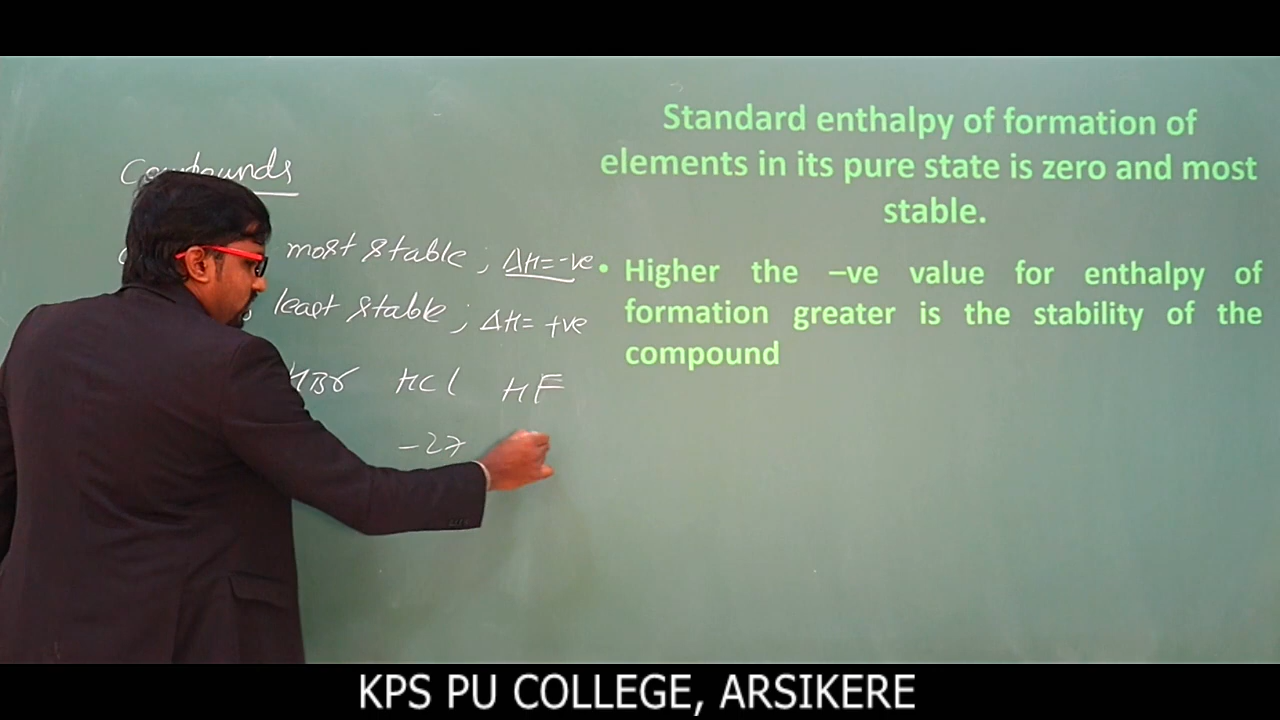 Compounds
most stable ; ΔH=-ve
least stable ; ΔH= +ve
HBr HCl HF
-27
Standard enthalpy of formation of
elements in its pure state is zero and most
stable.
• Higher the –ve value for enthalpy of
formation greater is the stability of the
compound
KPS PU COLLEGE, ARSIKERE